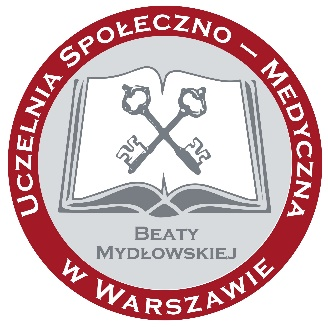 UCZELNIA SPOŁECZNO – MEDYCZNA
W WARSZAWIE
BEATY
MYDŁOWSKIEJ